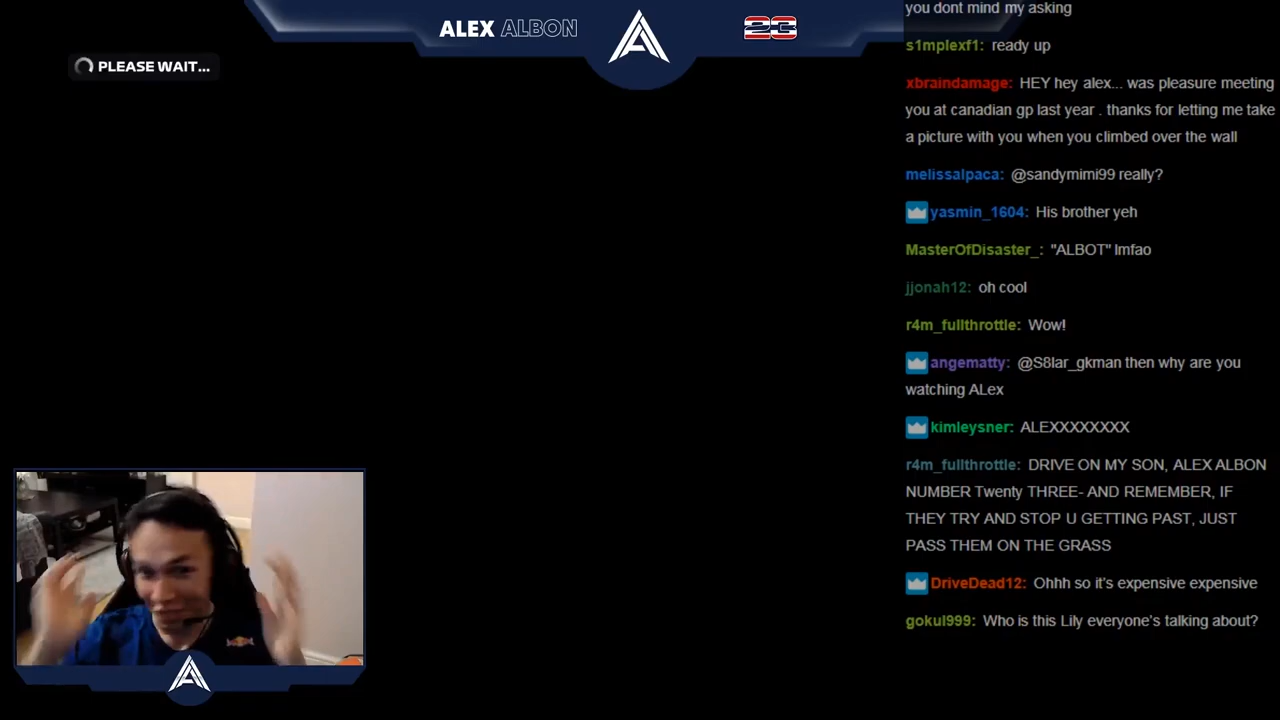 ALEX ALBON
23
PLEASE WAIT...
you dont mind my asking
s1mplexf1: ready up
xbraindamage: HEY hey alex... was pleasure meeting
you at canadian gp last year . thanks for letting me take
a picture with you when you climbed over the wall
melissalpaca: @sandymimi99 really?
yasmin_1604: His brother yeh
MasterOfDisaster_: "ALBOT" lmfao
jjonah12: oh cool
r4m_fullthrottle: Wow!
angematty: @S8lar_gkman then why are you
watching ALex
kimleysner: ALEXXXXXXXX
r4m_fullthrottle: DRIVE ON MY SON, ALEX ALBON
NUMBER Twenty THREE- AND REMEMBER, IF
THEY TRY AND STOP U GETTING PAST, JUST
PASS THEM ON THE GRASS
DriveDead12: Ohhh so it's expensive expensive
gokul999: Who is this Lily everyone's talking about?